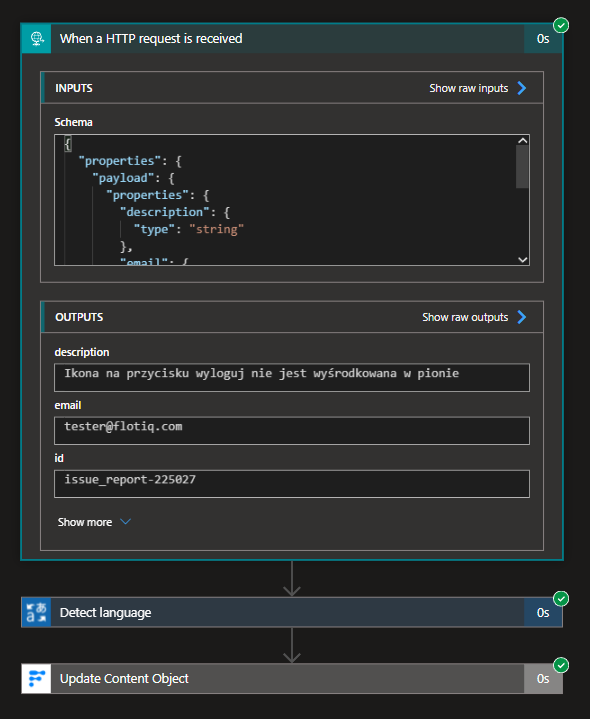 When a HTTP request is received
0s
INPUTS
Show raw inputs
Schema
{
"properties": {
"payload": {
"properties": {
"description": {
"type": "string"
},
"email": {
OUTPUTS
Show raw outputs
description
Ikona na przycisku wyloguj nie jest wyśrodkowana w pionie
email
tester@flotiq.com
id
issue_report-225027
Show more
Detect language
0s
Update Content Object
0s